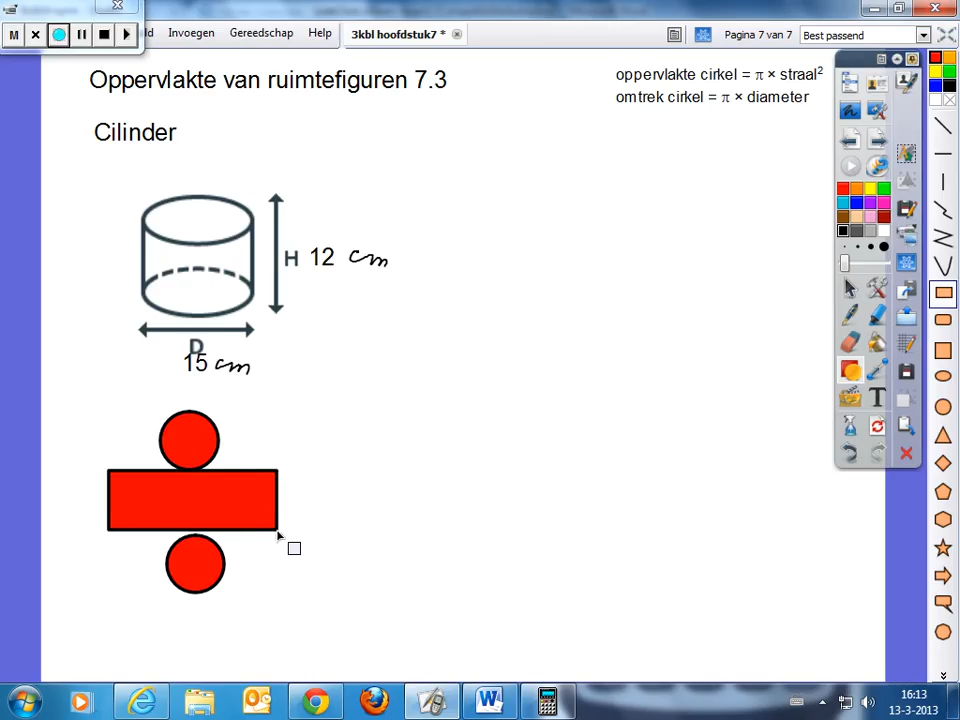 M
ld Invoegen Gereedschap Help
3kbl hoofdstuk7 *
Pagina 7 van 7
Best passend
Oppervlakte van ruimtefiguren 7.3
oppervlakte cirkel = π × straal²
omtrek cirkel = π × diameter
Cilinder
H 12 cm
D
15 cm
T
W
16:13
13-3-2013